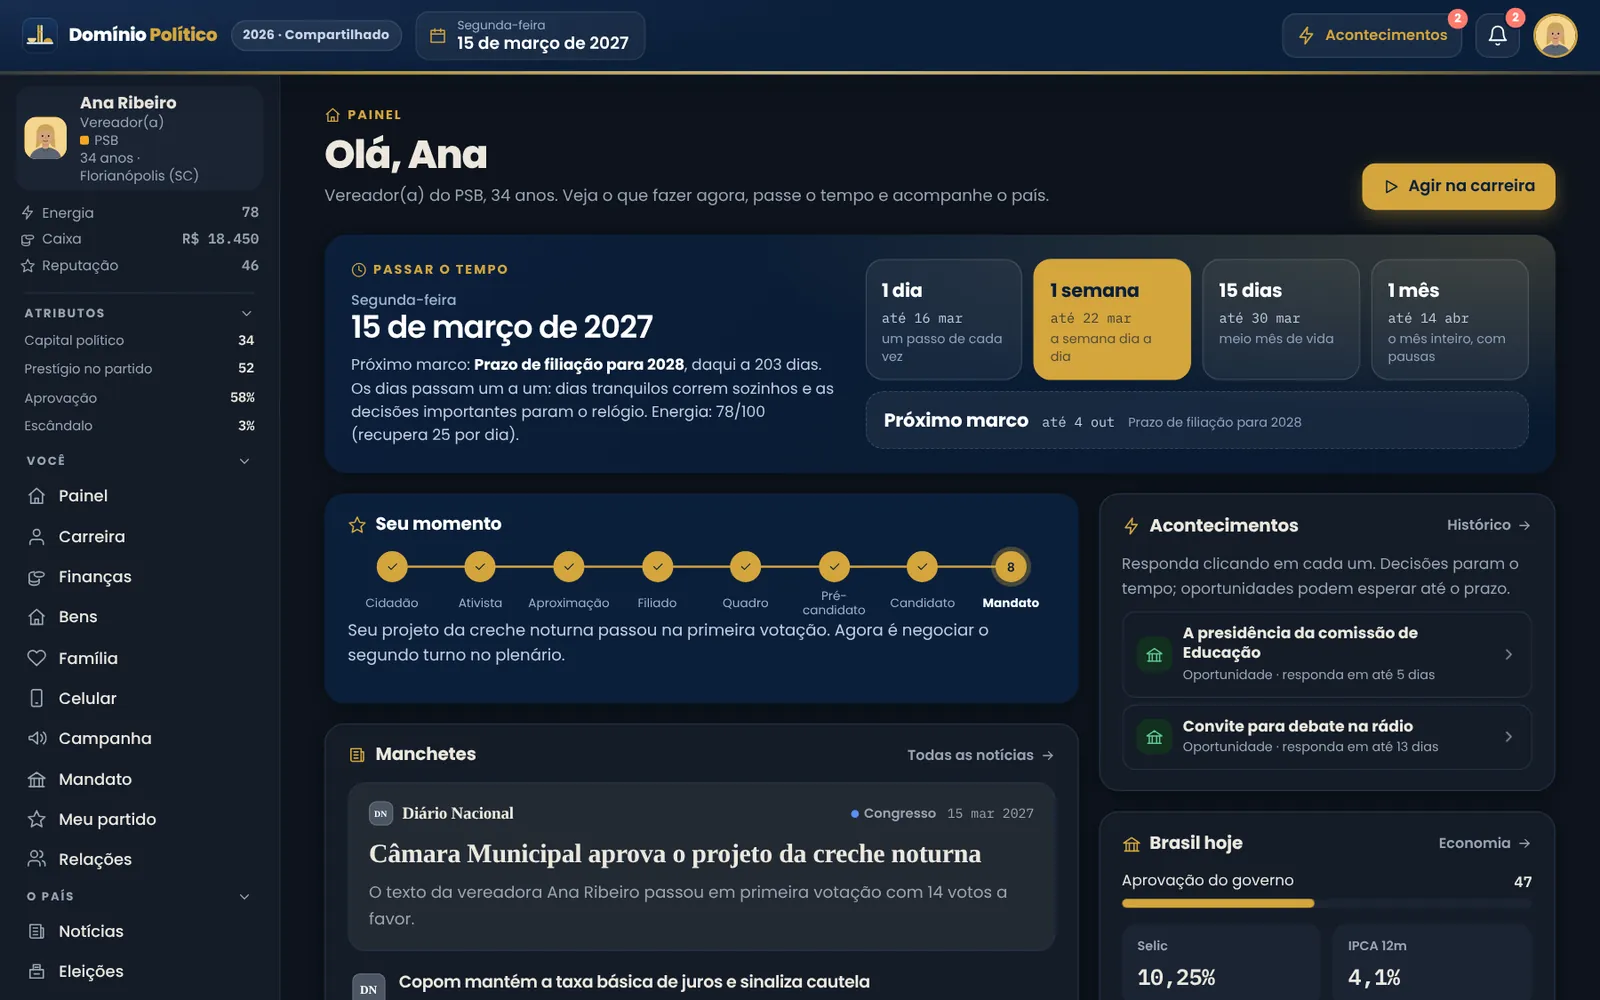 Domínio Político
2026 · Compartilhado
Segunda-feira
15 de março de 2027
Acontecimentos
2
2
Ana Ribeiro
Vereador(a)
PSB
34 anos ·
Florianópolis (SC)
Energia 78
Caixa R$ 18.450
Reputação 46
ATRIBUTOS
Capital político 34
Prestígio no partido 52
Aprovação 58%
Escândalo 3%
VOCÊ
Painel
Carreira
Finanças
Bens
Família
Celular
Campanha
Mandato
Meu partido
Relações
O PAÍS
Notícias
Eleições
PAINEL
Olá, Ana
Vereador(a) do PSB, 34 anos. Veja o que fazer agora, passe o tempo e acompanhe o país.
Agir na carreira
PASSAR O TEMPO
Segunda-feira
15 de março de 2027
Próximo marco: Prazo de filiação para 2028, daqui a 203 dias.
Os dias passam um a um: dias tranquilos correm sozinhos e as
decisões importantes param o relógio. Energia: 78/100
(recupera 25 por dia).
1 dia
até 16 mar
um passo de cada
vez
1 semana
até 22 mar
a semana dia a
dia
15 dias
até 30 mar
meio mês de vida
1 mês
até 14 abr
o mês inteiro, com
pausas
Próximo marco até 4 out Prazo de filiação para 2028
Seu momento
8
Cidadão
Ativista
Aproximação
Filiado
Quadro
Pré-
candidato
Candidato
Mandato
Seu projeto da creche noturna passou na primeira votação. Agora é negociar o
segundo turno no plenário.
Manchetes
Todas as notícias →
DN Diário Nacional
Congresso 15 mar 2027
Câmara Municipal aprova o projeto da creche noturna
O texto da vereadora Ana Ribeiro passou em primeira votação com 14 votos a
favor.
DN Copom mantém a taxa básica de juros e sinaliza cautela
Acontecimentos
Histórico →
Responda clicando em cada um. Decisões param o
tempo; oportunidades podem esperar até o prazo.
A presidência da comissão de
Educação
Oportunidade · responda em até 5 dias
Convite para debate na rádio
Oportunidade · responda em até 13 dias
Brasil hoje
Economia →
Aprovação do governo 47
Selic
10,25%
IPCA 12m
4,1%